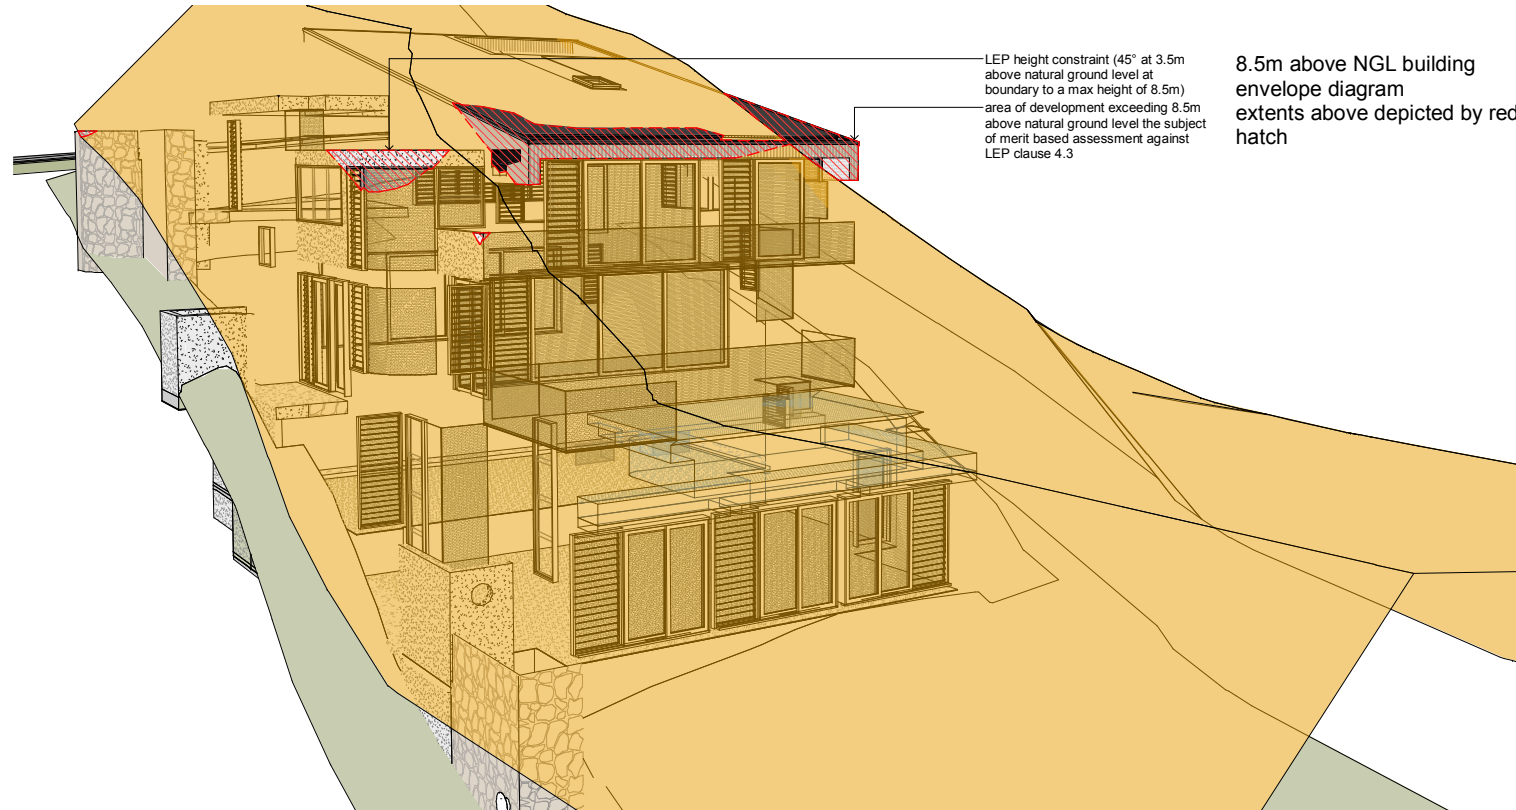 LEP height constraint (45° at 3.5m
above natural ground level at
boundary to a max height of 8.5m)
area of development exceeding 8.5m
above natural ground level the subject
of merit based assessment against
LEP clause 4.3
8.5m above NGL building
envelope diagram
extents above depicted by red
hatch